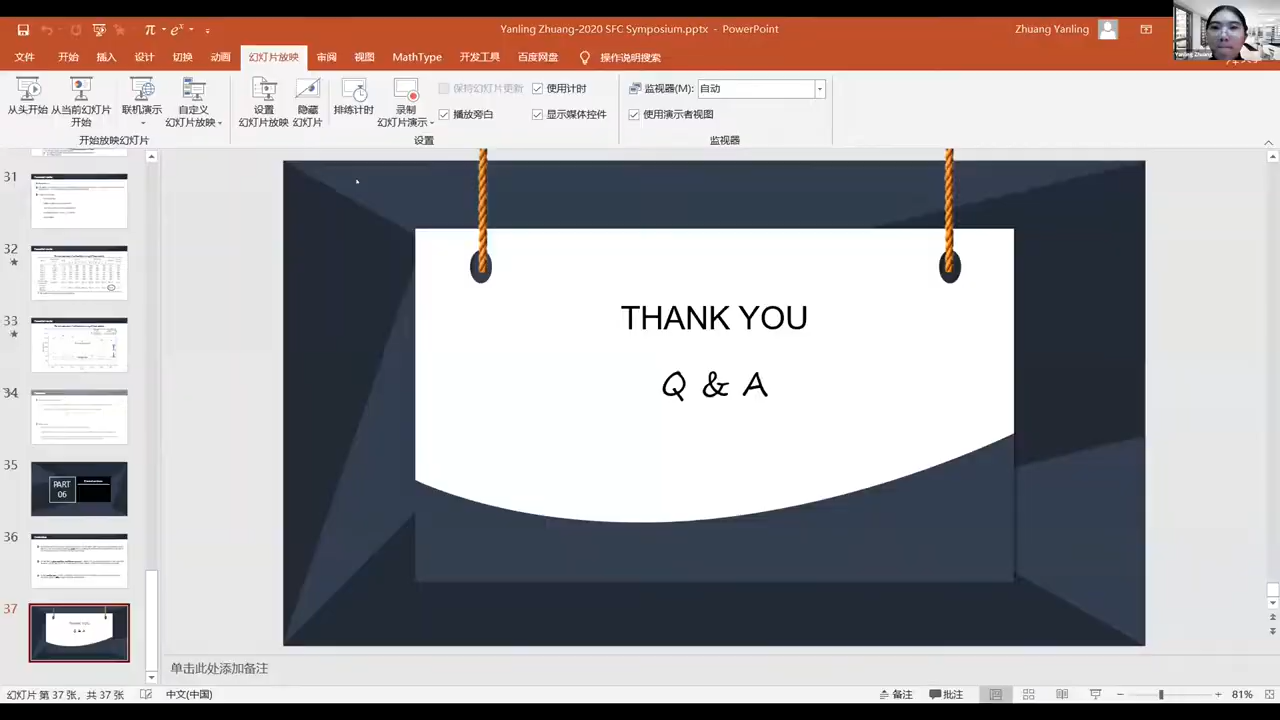 Yanling Zhuang-2020 SFC Symposium.pptx - PowerPoint
Zhuang Yanling
Yanling Zhuang
文件 开始 插入 设计 切换 动画 幻灯片放映 审阅 视图 MathType 开发工具 百度网盘 操作说明搜索
从头开始 从当前幻灯片开始 联机演示 自定义幻灯片放映 设置幻灯片放映 隐藏幻灯片 排练计时 录制幻灯片演示
保持幻灯片更新 使用计时
播放旁白 显示媒体控件
监视器(M): 自动
使用演示者视图
开始放映幻灯片 设置 监视器
31
32
33
34
35
PART
06
36
37
THANK YOU
Q & A
单击此处添加备注
幻灯片 第 37 张, 共 37 张 中文(中国) 备注 批注 81%